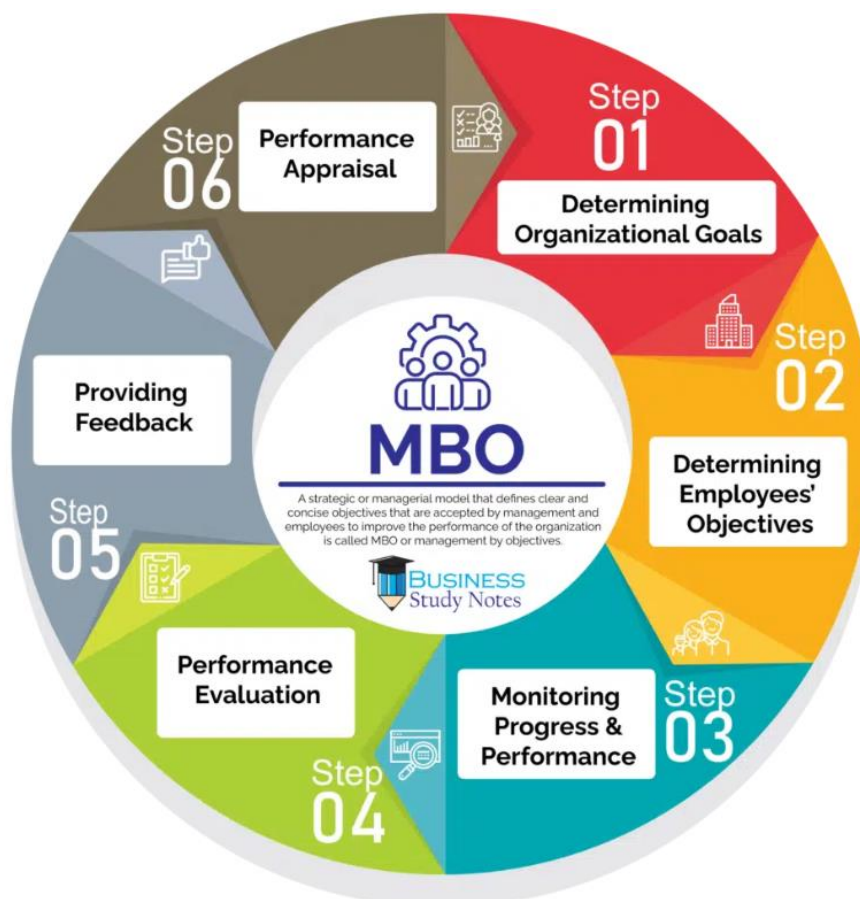 Step
01
Determining
Organizational Goals
Step
02
Determining
Employees’
Objectives
Step
03
Monitoring
Progress &
Performance
Step
04
Performance
Evaluation
Step
05
Providing
Feedback
Step
06
Performance
Appraisal
MBO
A strategic or managerial model that defines clear and
concise objectives that are accepted by management and
employees to improve the performance of the organization
is called MBO or management by objectives.
BUSINESS
Study Notes